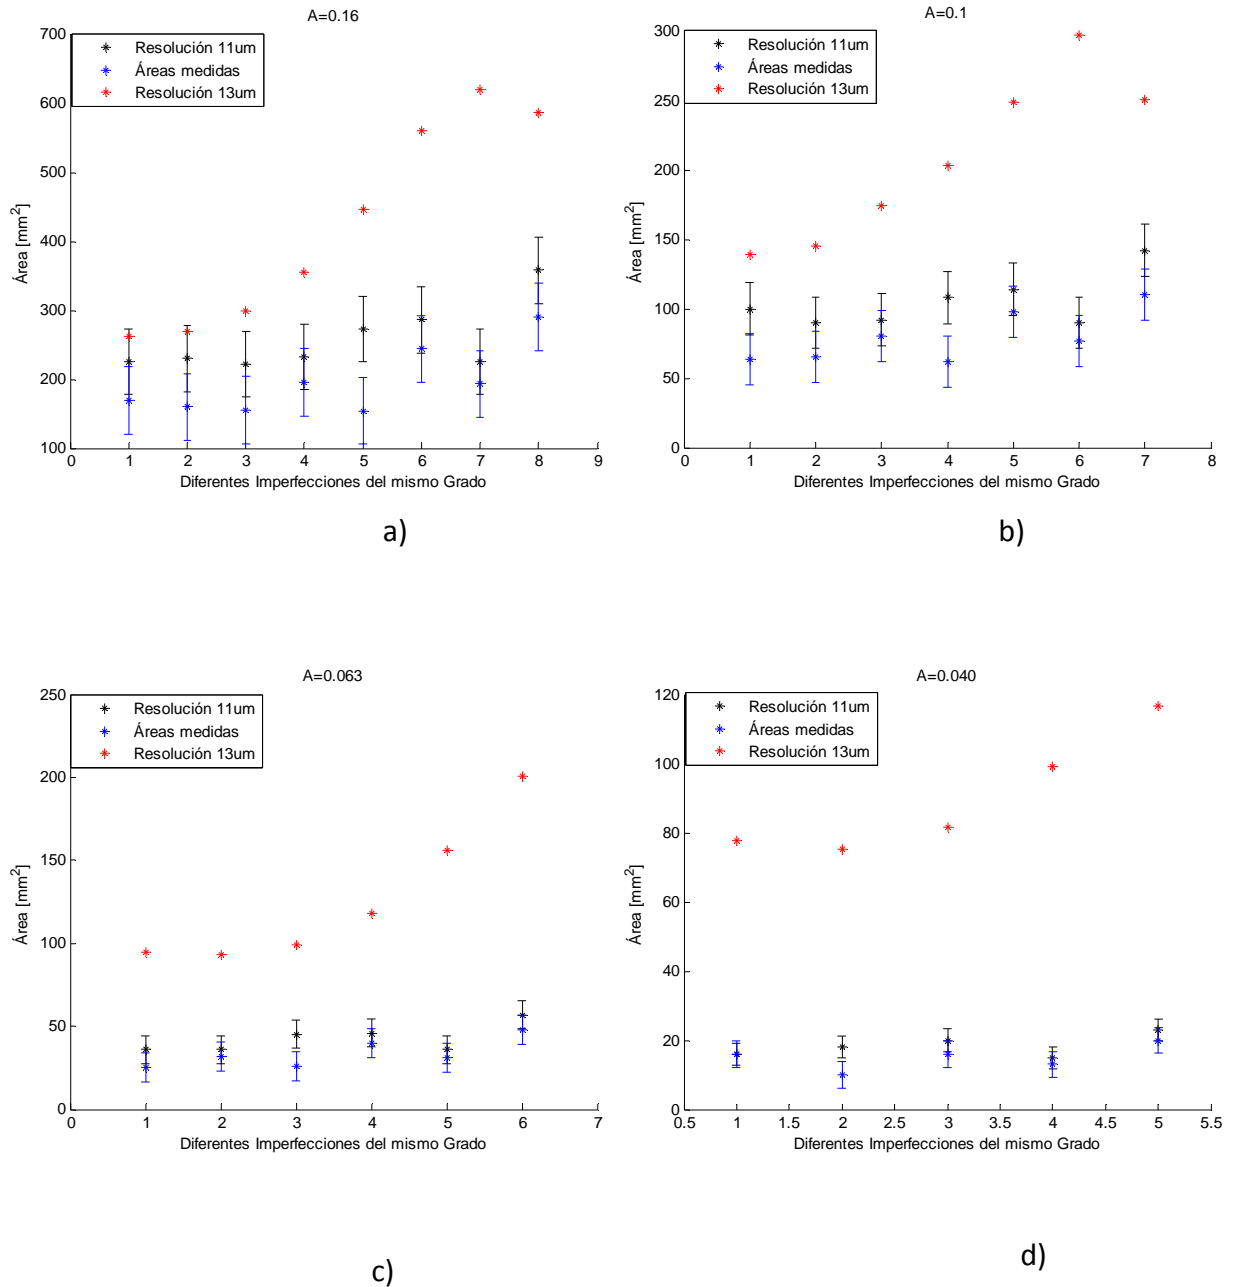 A=0.16
700
600
500
400
300
200
100
Área [mm2]
Resolución 11um
Áreas medidas
Resolución 13um
0 1 2 3 4 5 6 7 8 9
Diferentes Imperfecciones del mismo Grado
a)
A=0.1
300
250
200
150
100
50
0
Área [mm2]
Resolución 11um
Áreas medidas
Resolución 13um
0 1 2 3 4 5 6 7 8
Diferentes Imperfecciones del mismo Grado
b)
A=0.063
250
200
150
100
50
0
Área [mm2]
Resolución 11um
Áreas medidas
Resolución 13um
0 1 2 3 4 5 6 7
Diferentes Imperfecciones del mismo Grado
c)
A=0.040
120
100
80
60
40
20
0
Área [mm2]
Resolución 11um
Áreas medidas
Resolución 13um
0.5 1 1.5 2 2.5 3 3.5 4 4.5 5 5.5
Diferentes Imperfecciones del mismo Grado
d)